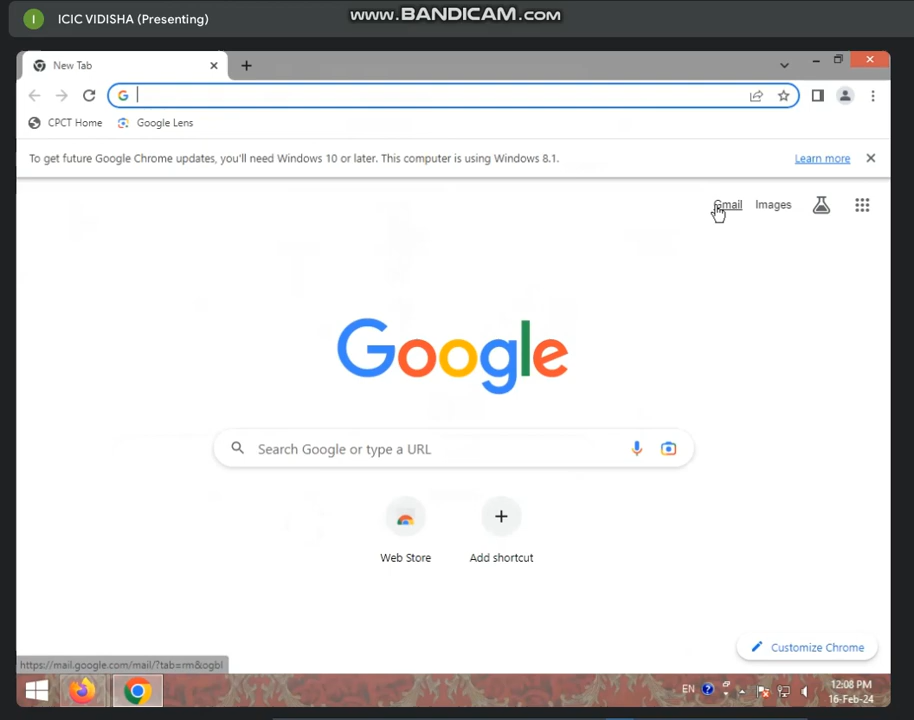 ICIC VIDISHA (Presenting)
www.BANDICAM.com
New Tab
CPCT Home
Google Lens
To get future Google Chrome updates, you'll need Windows 10 or later. This computer is using Windows 8.1.
Learn more
Gmail
Images
Google
Search Google or type a URL
Web Store
Add shortcut
Customize Chrome
https://mail.google.com/mail/?tab=rm&ogbl
EN
12:08 PM
16-Feb-24